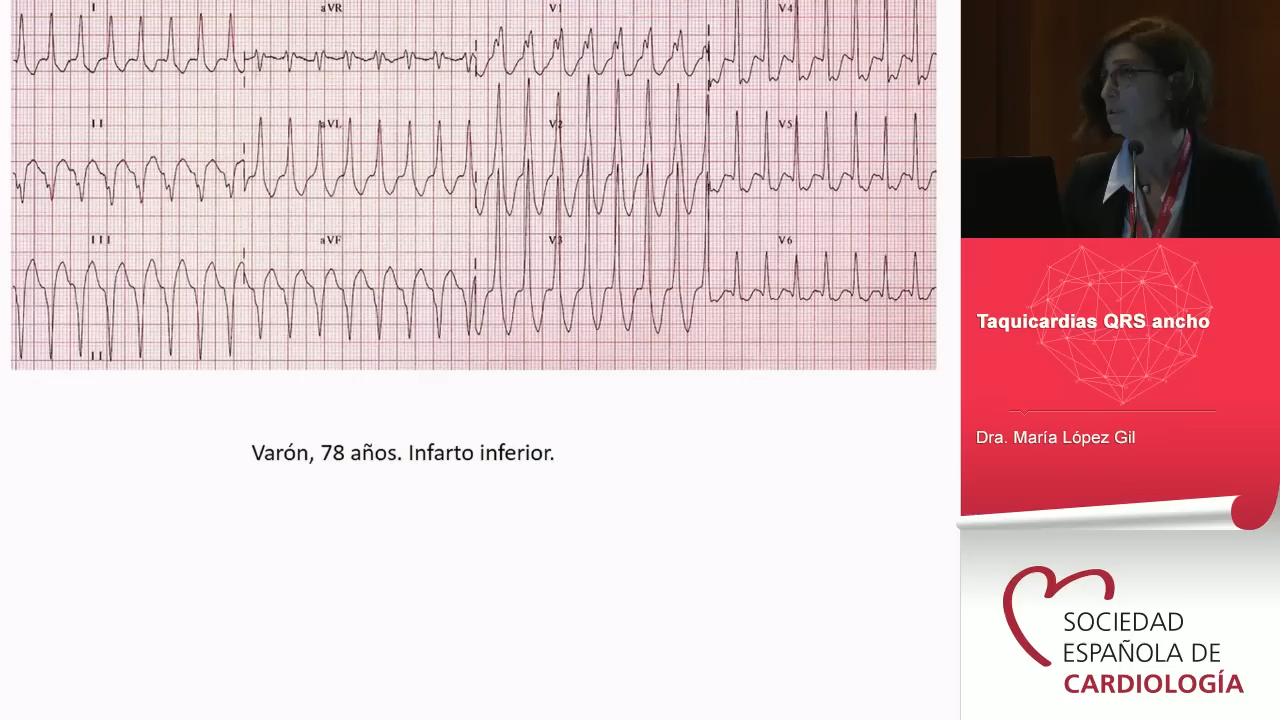 I
aVR
V1
V4
II
aVL
V2
V5
III
aVF
V3
V6
II
Varón, 78 años. Infarto inferior.
Taquicardias QRS ancho
Dra. María López Gil
SOCIEDAD
ESPAÑOLA DE
CARDIOLOGÍA